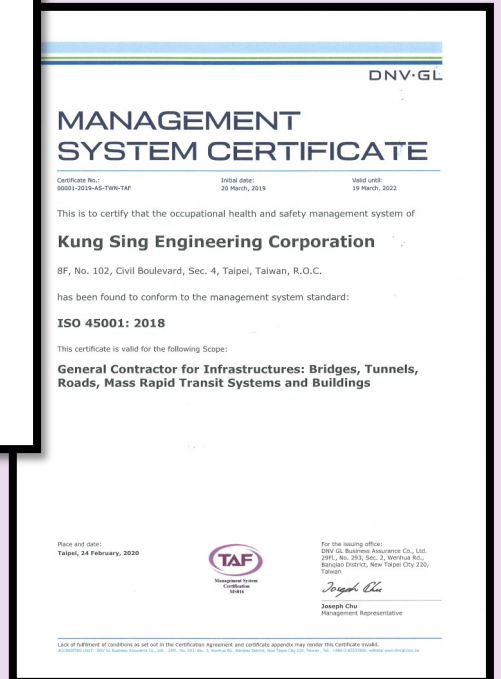 DNV·GL
MANAGEMENT
SYSTEM CERTIFICATE
Certificate No.:
00001-2019-AS-TWN-TAF
Initial date:
20 March, 2019
Valid until:
19 March, 2022
This is to certify that the occupational health and safety management system of
Kung Sing Engineering Corporation
8F, No. 102, Civil Boulevard, Sec. 4, Taipei, Taiwan, R.O.C.
has been found to conform to the management system standard:
ISO 45001: 2018
This certificate is valid for the following Scope:
General Contractor for Infrastructures: Bridges, Tunnels,
Roads, Mass Rapid Transit Systems and Buildings
Place and date:
Taipei, 24 February, 2020
TAF
Management System
Certification
MS016
For the issuing office:
DNV GL Business Assurance Co., Ltd.
29Fl., No. 293, Sec. 2, Wenhua Rd.,
Banqiao District, New Taipei City 220,
Taiwan
Joseph Chu
Joseph Chu
Management Representative
Lack of fulfilment of conditions as set out in the Certification Agreement and certificate appendix may render this Certificate invalid.